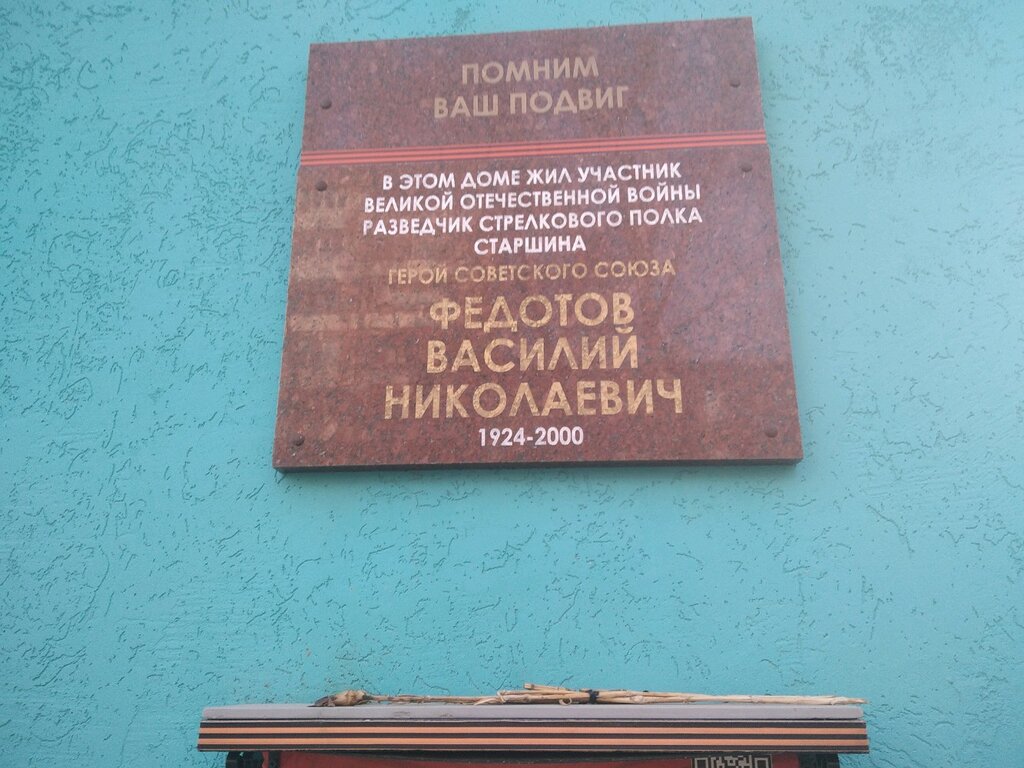 ПОМНИМ
ВАШ ПОДВИГ
В ЭТОМ ДОМЕ ЖИЛ УЧАСТНИК
ВЕЛИКОЙ ОТЕЧЕСТВЕННОЙ ВОЙНЫ
РАЗВЕДЧИК СТРЕЛКОВОГО ПОЛКА
СТАРШИНА
ГЕРОЙ СОВЕТСКОГО СОЮЗА
ФЕДОТОВ
ВАСИЛИЙ
НИКОЛАЕВИЧ
1924-2000